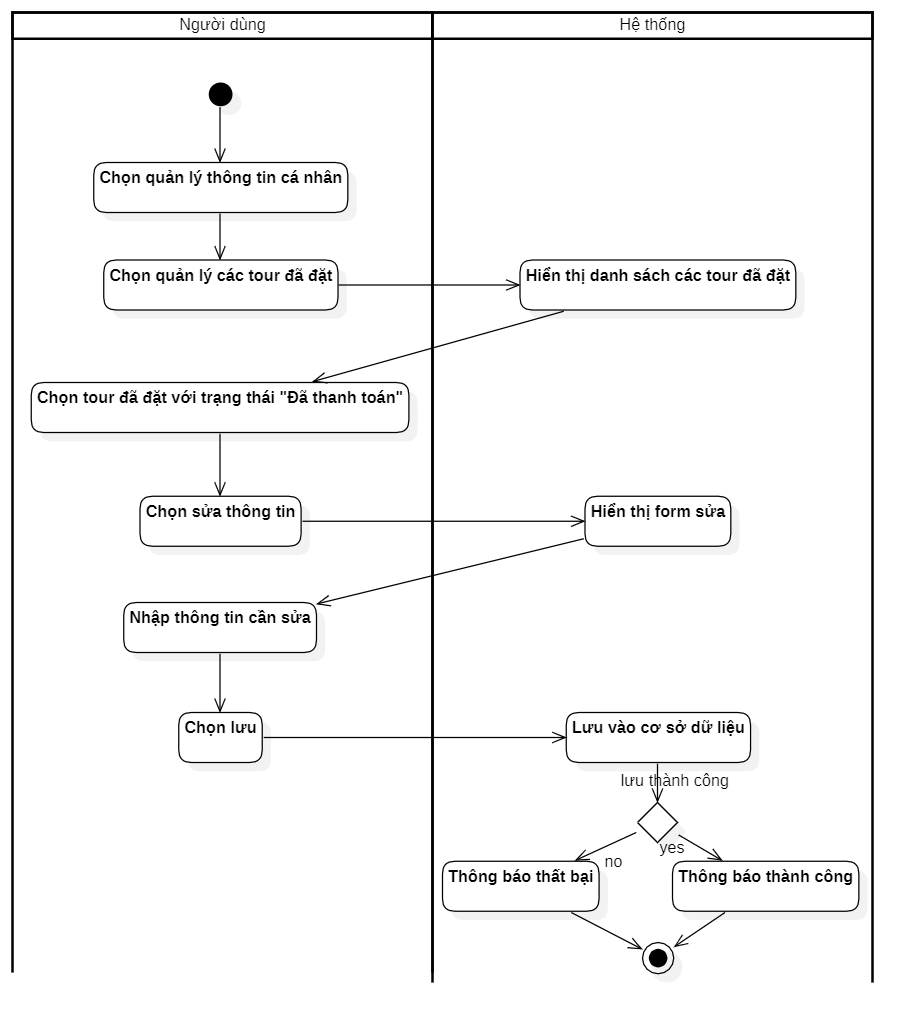 Người dùng
Hệ thống
Chọn quản lý thông tin cá nhân
Chọn quản lý các tour đã đặt
Hiển thị danh sách các tour đã đặt
Chọn tour đã đặt với trạng thái "Đã thanh toán"
Chọn sửa thông tin
Hiển thị form sửa
Nhập thông tin cần sửa
Chọn lưu
Lưu vào cơ sở dữ liệu
lưu thành công
yes
no
Thông báo thất bại
Thông báo thành công